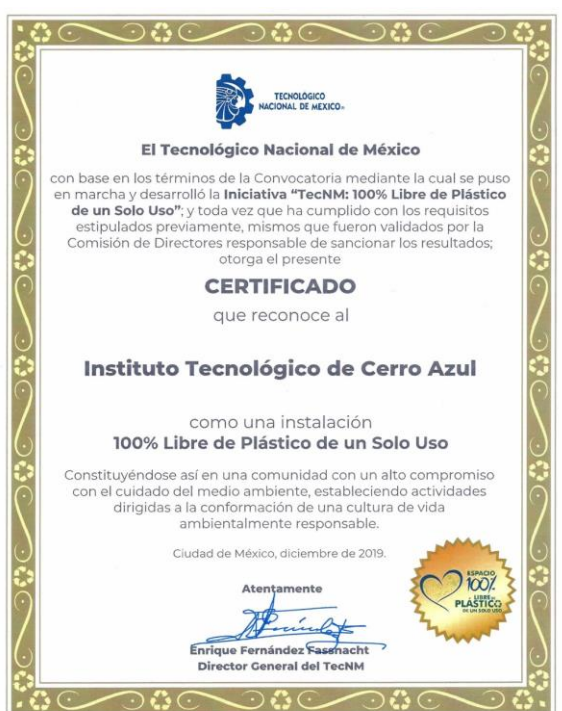 TECNOLÓGICO
NACIONAL DE MEXICO®
El Tecnológico Nacional de México
con base en los términos de la Convocatoria mediante la cual se puso
en marcha y desarrolló la Iniciativa “TecNM: 100% Libre de Plástico
de un Solo Uso”; y toda vez que ha cumplido con los requisitos
estipulados previamente, mismos que fueron validados por la
Comisión de Directores responsable de sancionar los resultados;
otorga el presente
CERTIFICADO
que reconoce al
Instituto Tecnológico de Cerro Azul
como una instalación
100% Libre de Plástico de un Solo Uso
Constituyéndose así en una comunidad con un alto compromiso
con el cuidado del medio ambiente, estableciendo actividades
dirigidas a la conformación de una cultura de vida
ambientalmente responsable.
Ciudad de México, diciembre de 2019.
Atentamente
Enrique Fernández Fassnacht
Director General del TecNM
ESPACIO
100%
LIBRE DE
PLÁSTICO
DE UN SOLO USO